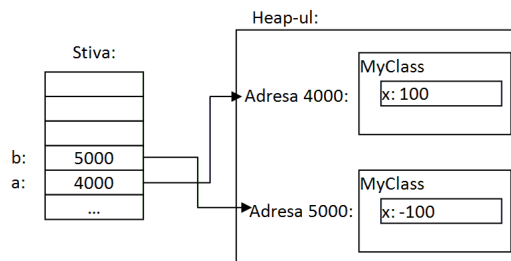 Heap-ul:
Stiva:
MyClass
x: 100
Adresa 4000:
b: 5000
a: 4000
...
MyClass
x: -100
Adresa 5000: